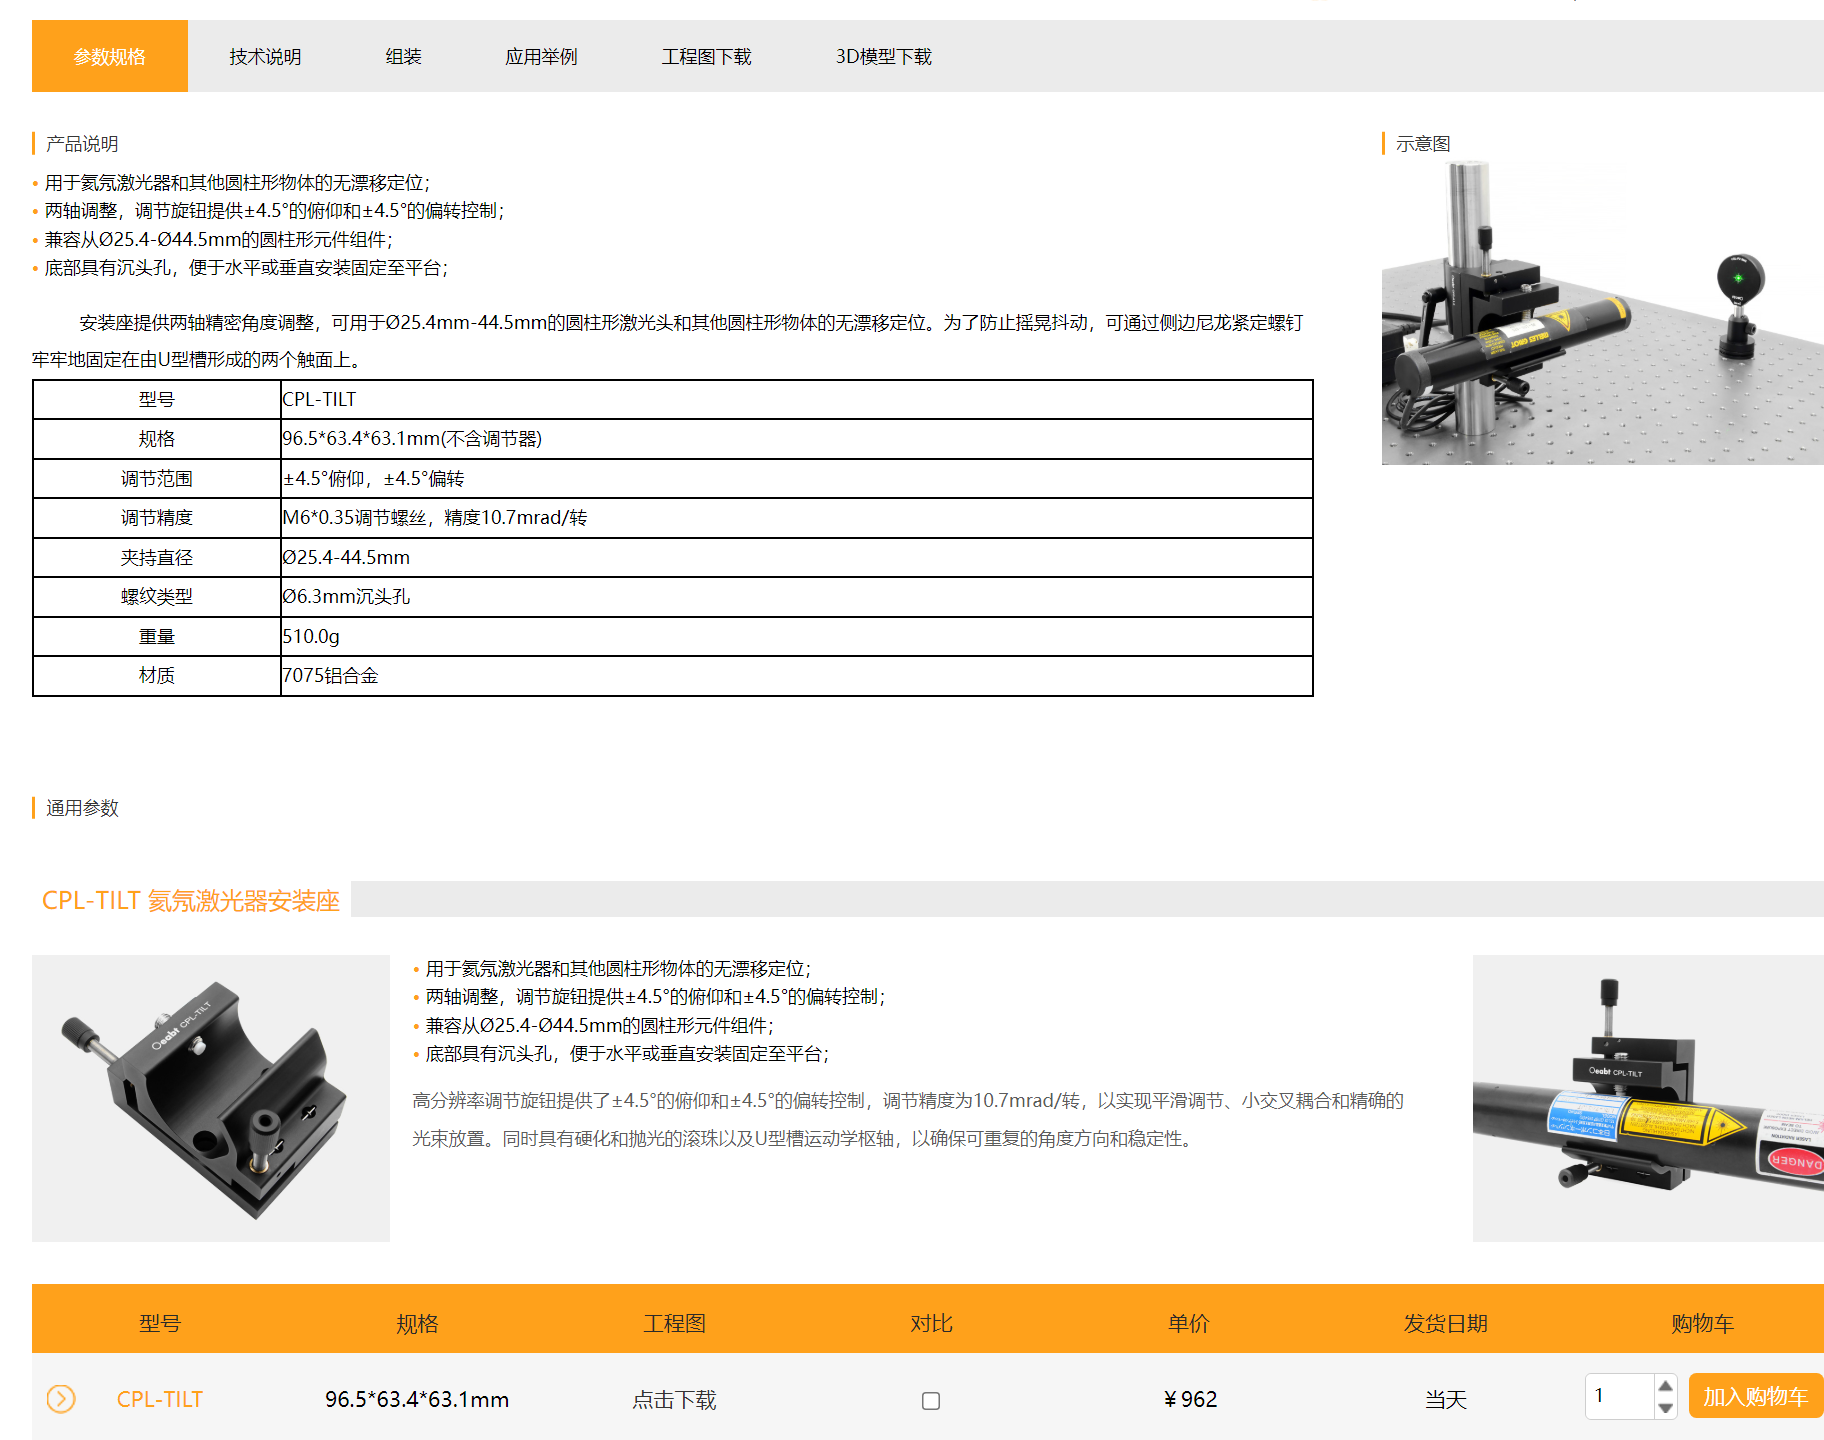 参数规格 技术说明 组装 应用举例 工程图下载 3D模型下载
产品说明
• 用于氦氖激光器和其他圆柱形物体的无漂移定位；
• 两轴调整，调节旋钮提供±4.5°的俯仰和±4.5°的偏转控制；
• 兼容从Ø25.4-Ø44.5mm的圆柱形元件组件；
• 底部具有沉头孔，便于水平或垂直安装固定至平台；
安装座提供两轴精密角度调整，可用于Ø25.4mm-44.5mm的圆柱形激光头和其他圆柱形物体的无漂移定位。为了防止摇晃抖动，可通过侧边尼龙紧定螺钉
牢牢地固定在由U型槽形成的两个触面上。
型号 CPL-TILT
规格 96.5*63.4*63.1mm(不含调节器)
调节范围 ±4.5°俯仰，±4.5°偏转
调节精度 M6*0.35调节螺丝，精度10.7mrad/转
夹持直径 Ø25.4-44.5mm
螺纹类型 Ø6.3mm沉头孔
重量 510.0g
材质 7075铝合金
示意图
通用参数
CPL-TILT 氦氖激光器安装座
Oeabt CPL-TILT
• 用于氦氖激光器和其他圆柱形物体的无漂移定位；
• 两轴调整，调节旋钮提供±4.5°的俯仰和±4.5°的偏转控制；
• 兼容从Ø25.4-Ø44.5mm的圆柱形元件组件；
• 底部具有沉头孔，便于水平或垂直安装固定至平台；
高分辨率调节旋钮提供了±4.5°的俯仰和±4.5°的偏转控制，调节精度为10.7mrad/转，以实现平滑调节、小交叉耦合和精确的
光束放置。同时具有硬化和抛光的滚珠以及U型槽运动学枢轴，以确保可重复的角度方向和稳定性。
Oeabt CPL-TILT
LASER RADIATION
DANGER
型号 规格 工程图 对比 单价 发货日期 购物车
CPL-TILT 96.5*63.4*63.1mm 点击下载 ¥962 当天 1 加入购物车